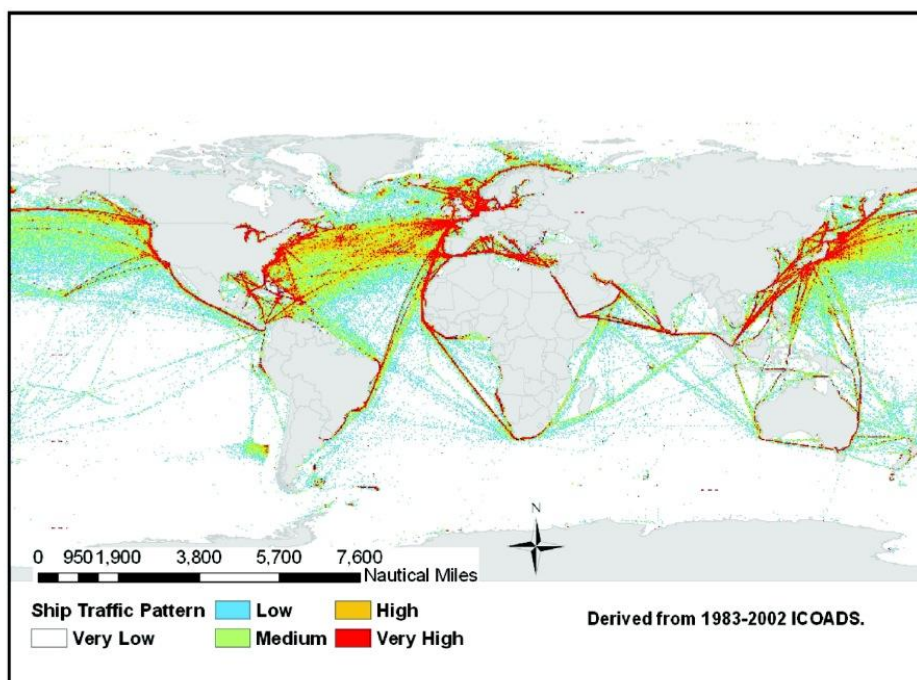 N
0 950 1,900 3,800 5,700 7,600
Nautical Miles
Ship Traffic Pattern Low High
Very Low Medium Very High
Derived from 1983-2002 ICOADS.